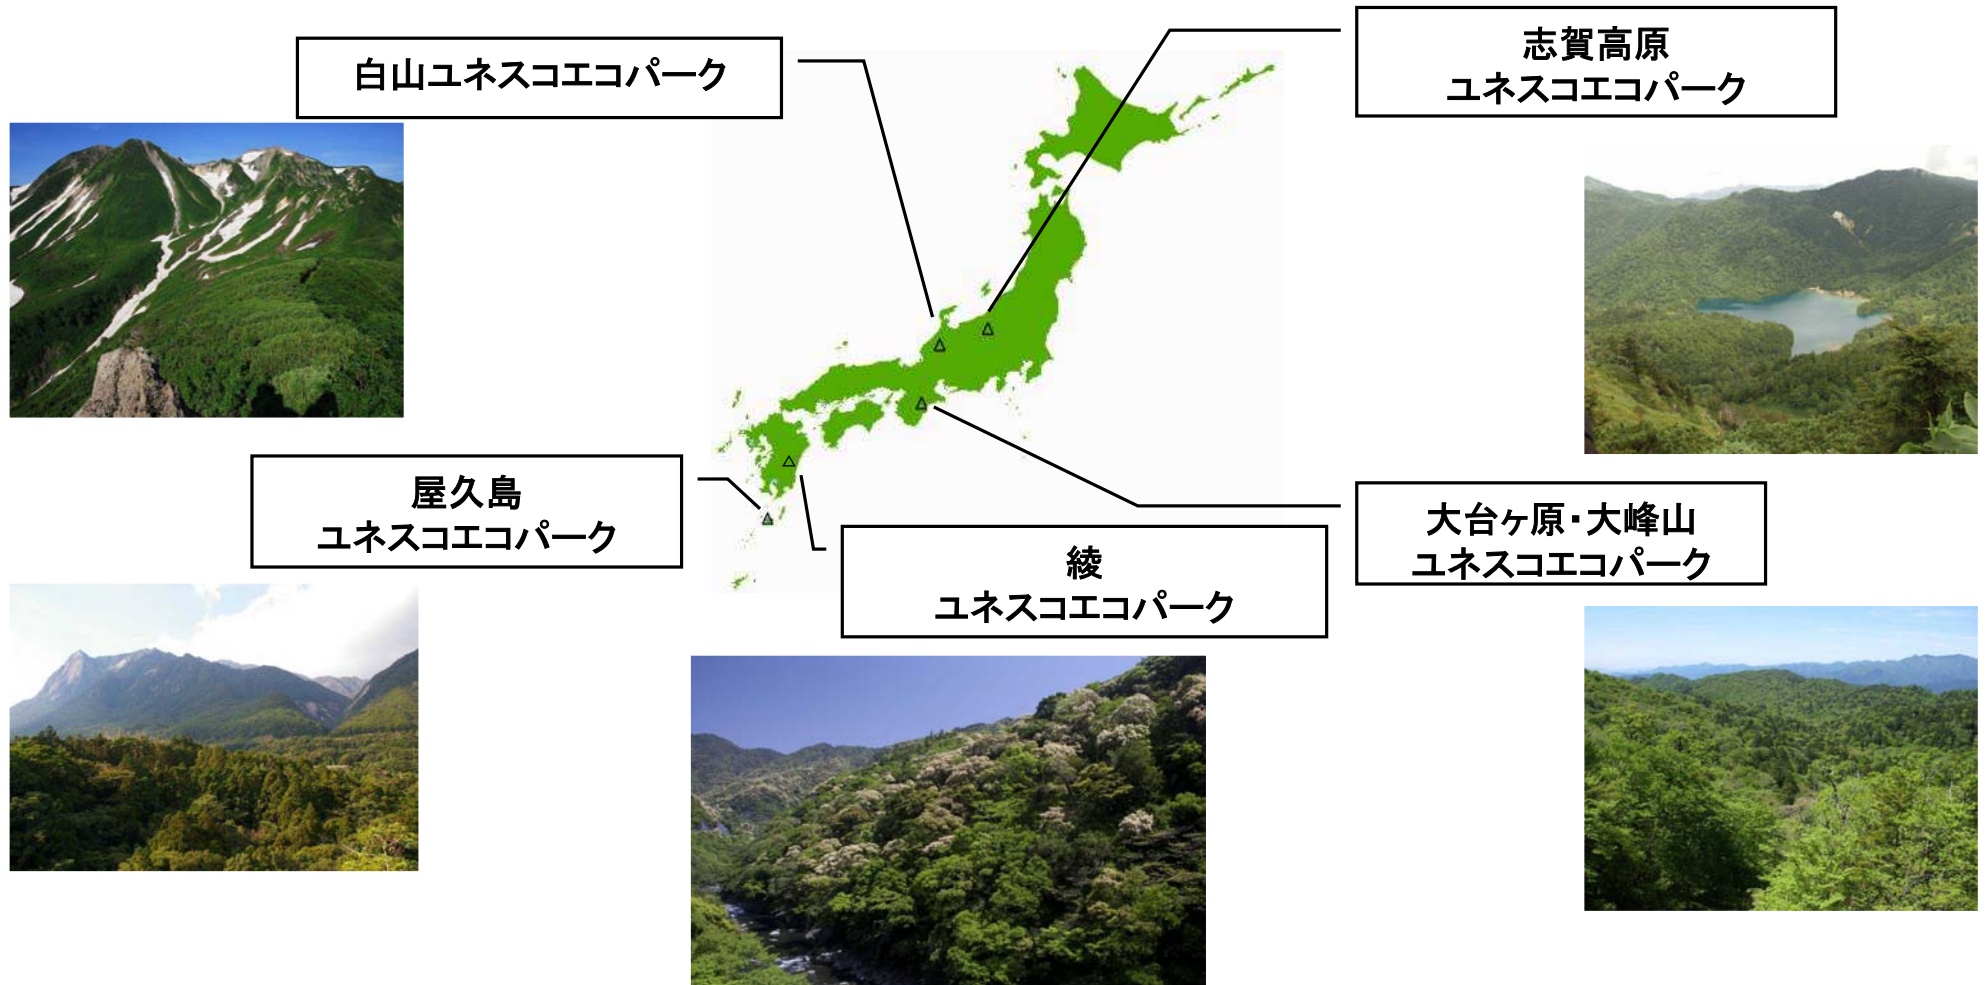 白山ユネスコエコパーク
志賀高原
ユネスコエコパーク
屋久島
ユネスコエコパーク
綾
ユネスコエコパーク
大台ヶ原・大峰山
ユネスコエコパーク